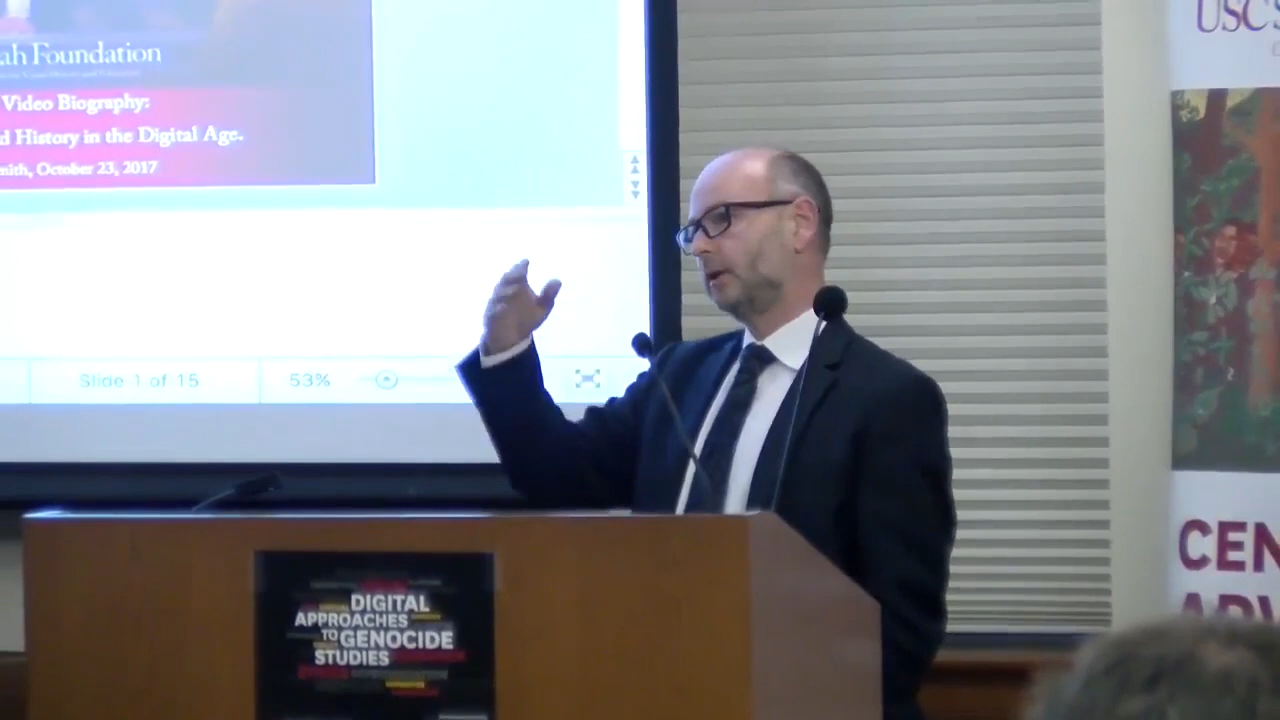 ah Foundation
Video Biography:
d History in the Digital Age.
mith, October 23, 2017
Slide 1 of 15
53%
USC
CEN
DIGITAL
APPROACHES
TO GENOCIDE
STUDIES